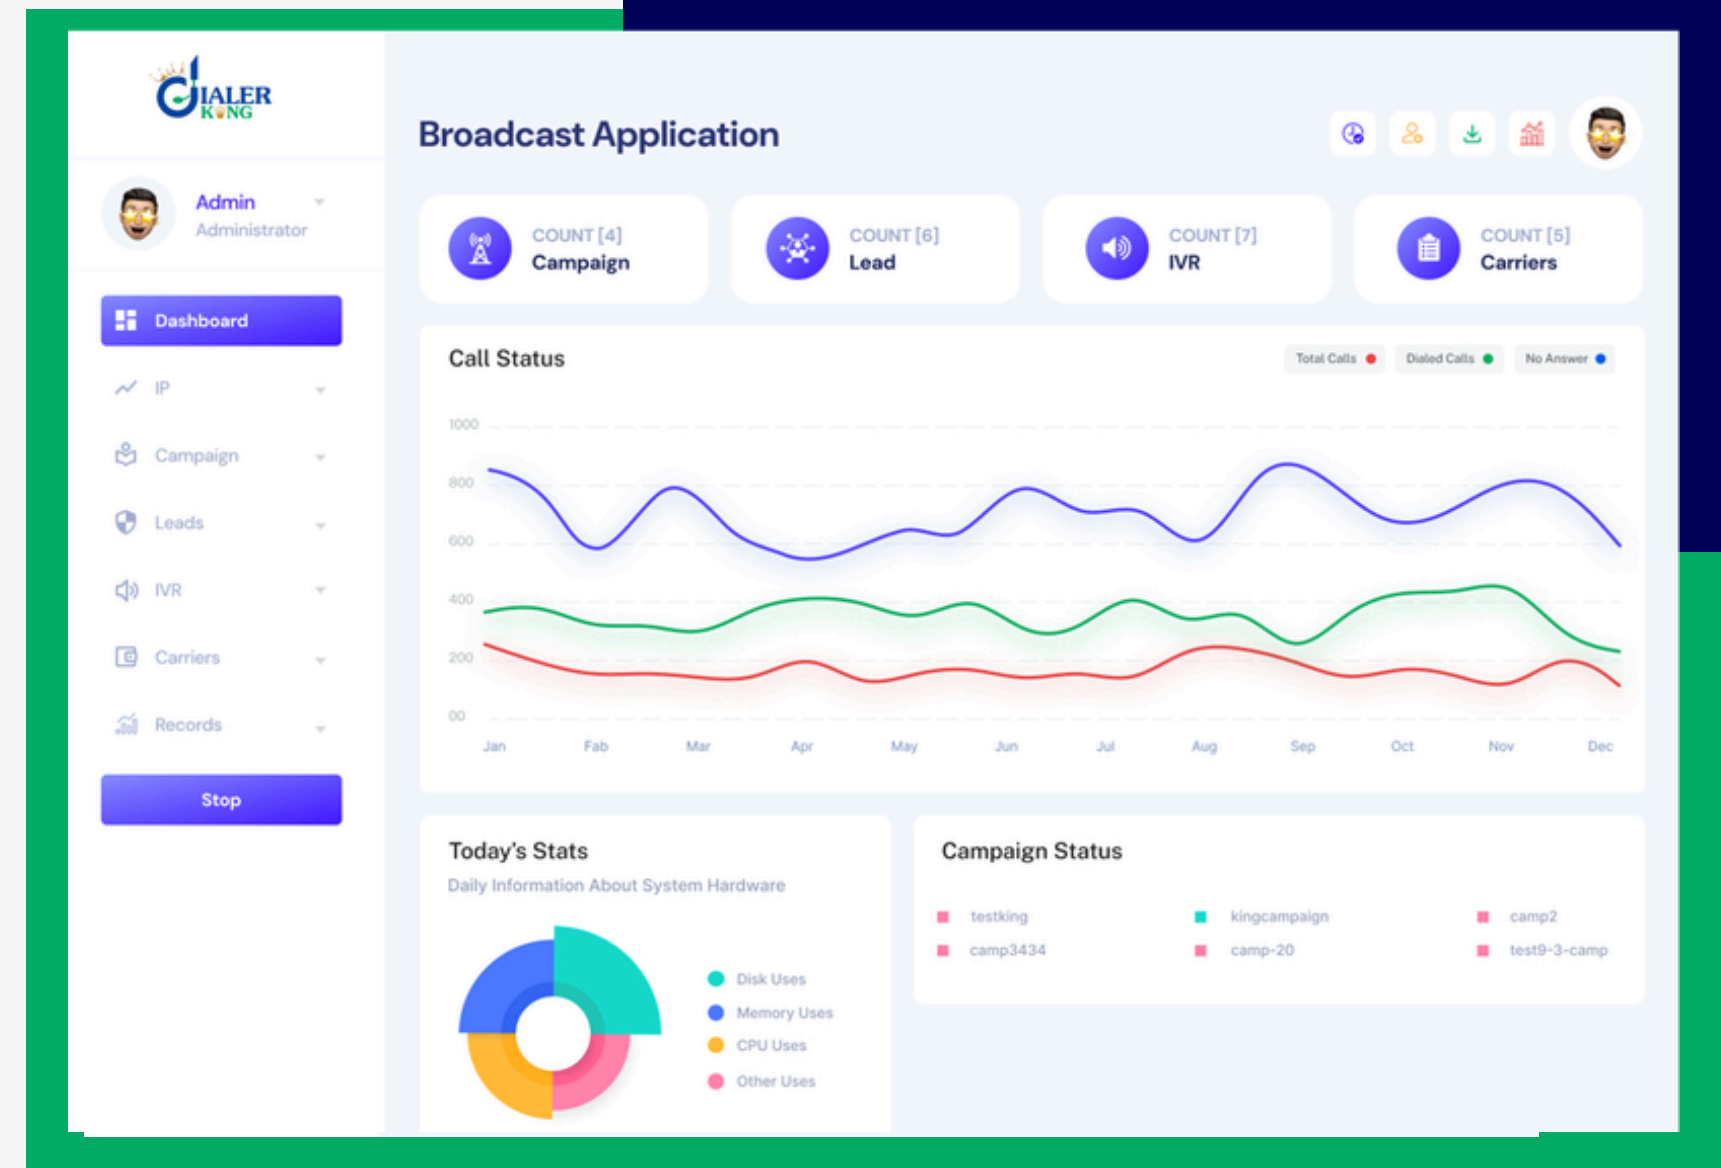 DIALER
KING
Admin
Administrator
Dashboard
IP
Campaign
Leads
IVR
Carriers
Records
Stop
Broadcast Application
COUNT [4]
Campaign
COUNT [6]
Lead
COUNT [7]
IVR
COUNT [5]
Carriers
Call Status
Total Calls
Dialed Calls
No Answer
1000
800
600
400
200
00
Jan Fab Mar Apr May Jun Jul Aug Sep Oct Nov Dec
Today's Stats
Daily Information About System Hardware
Disk Uses
Memory Uses
CPU Uses
Other Uses
Campaign Status
testking kingcampaign camp2
camp3434 camp-20 test9-3-camp